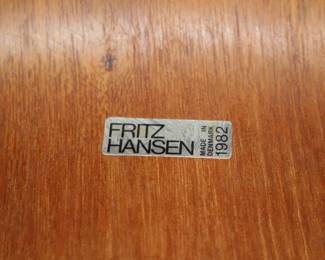 FRITZ
HANSEN
MADE IN
DENMARK
1982